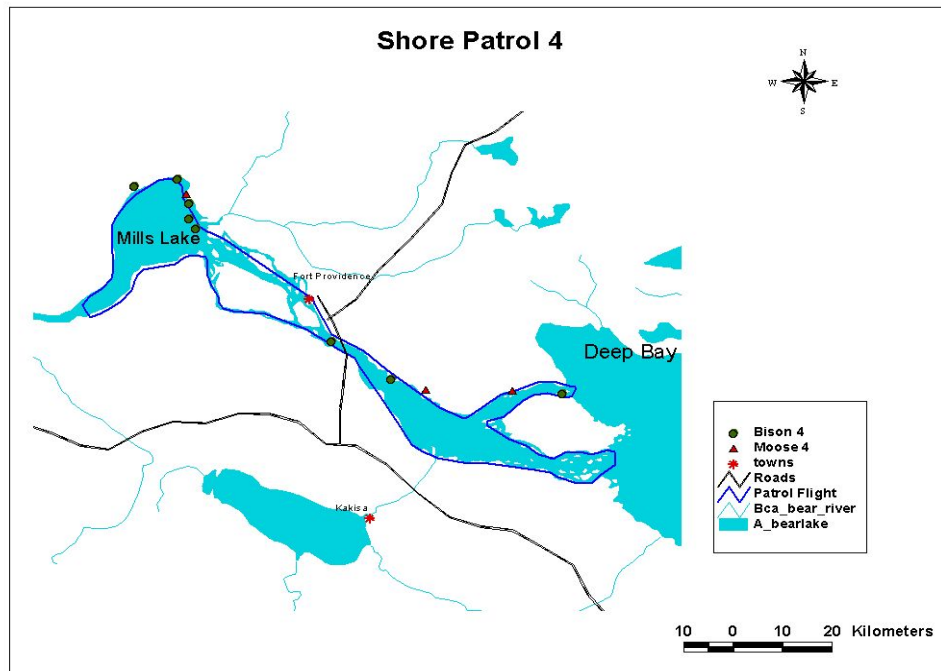 Shore Patrol 4
N
W E
S
Mills Lake
Fort Providence
Deep Bay
Kakisa
Bison 4
Moose 4
towns
Roads
Patrol Flight
Bca_bear_river
A_bearlake
10 0 10 20 Kilometers